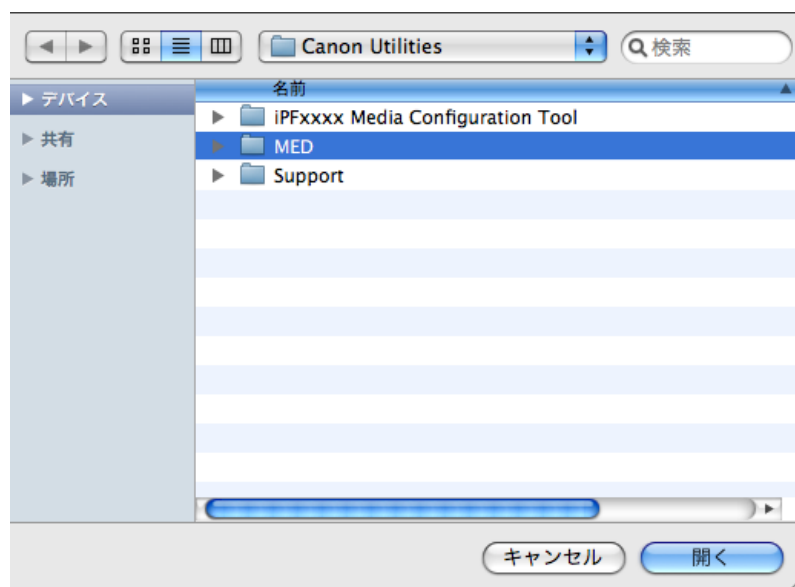 Canon Utilities
検索
デバイス
共有
場所
名前
iPFxxxx Media Configuration Tool
MED
Support
キャンセル
開く